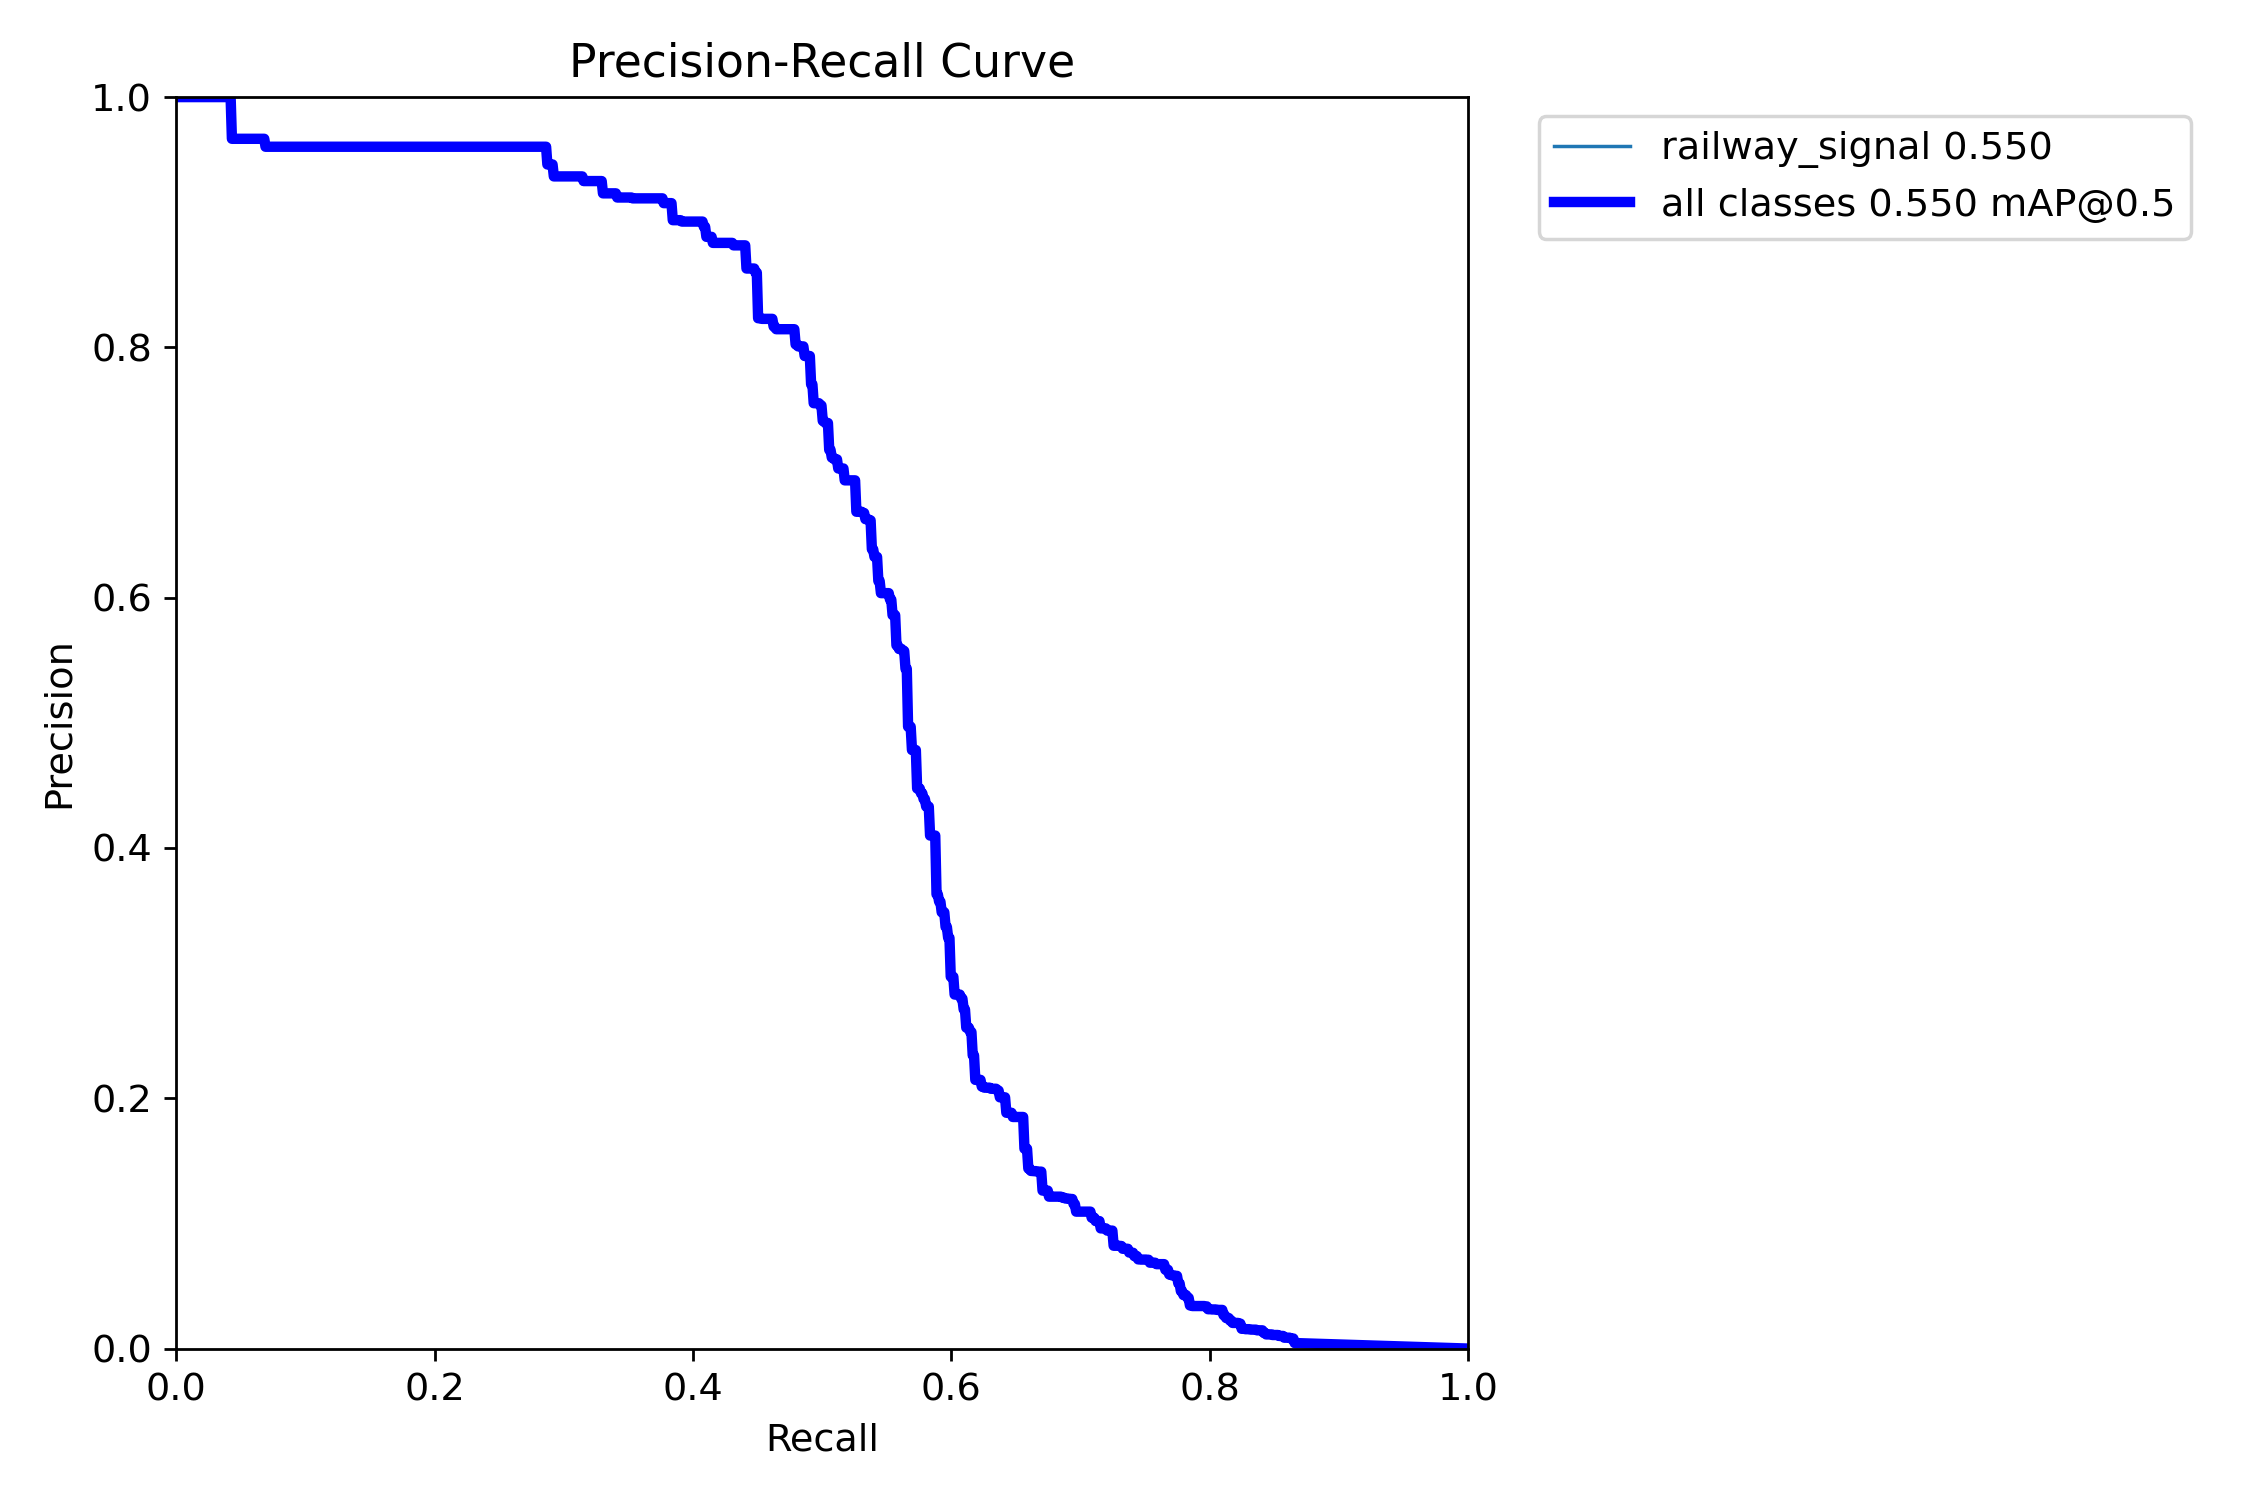 Precision-Recall Curve
1.0
0.8
0.6
0.4
0.2
0.0
Precision
0.0 0.2 0.4 0.6 0.8 1.0
Recall
railway_signal 0.550
all classes 0.550 mAP@0.5